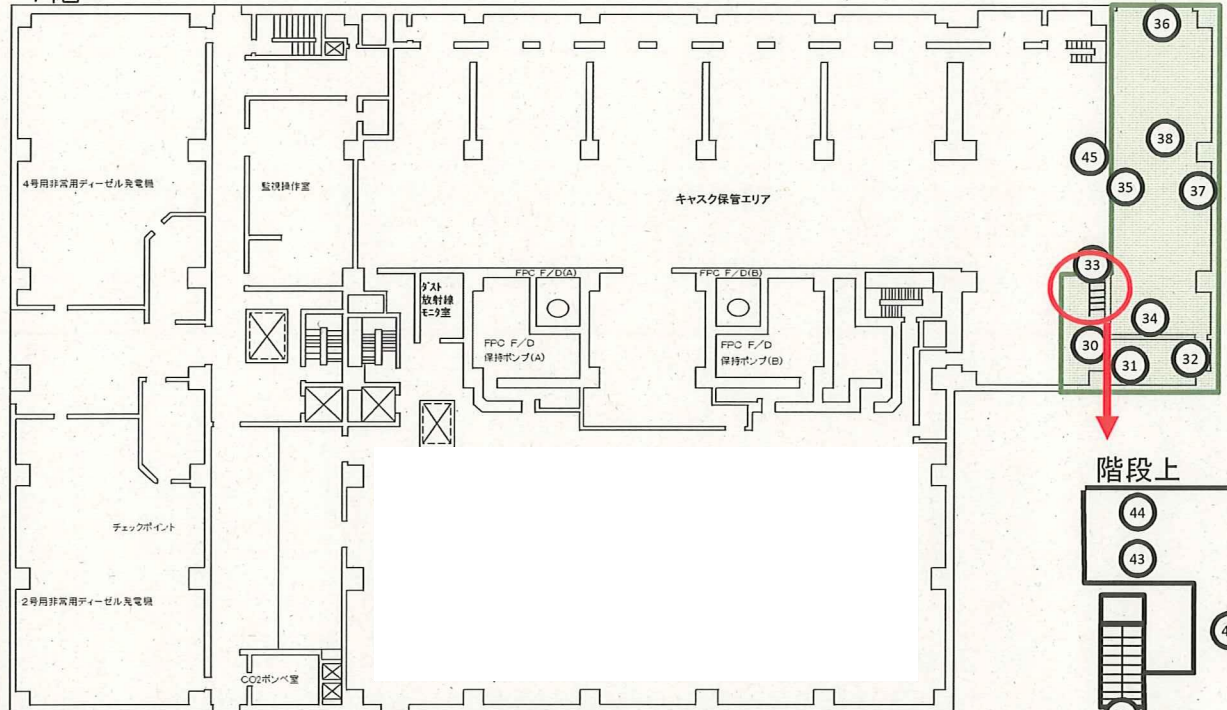 36
38
45
35
37
4号用非常用ディーゼル発電機
監視操作室
キャスク保管エリア
33
FPC F/D(A)
FPC F/D(B)
ダスト
放射線
モニタ室
34
FPC F/D
保持ポンプ(A)
FPC F/D
保持ポンプ(B)
30
31
32
階段上
44
43
チェックポイント
2号用非常用ディーゼル発電機
CO2ボンベ室